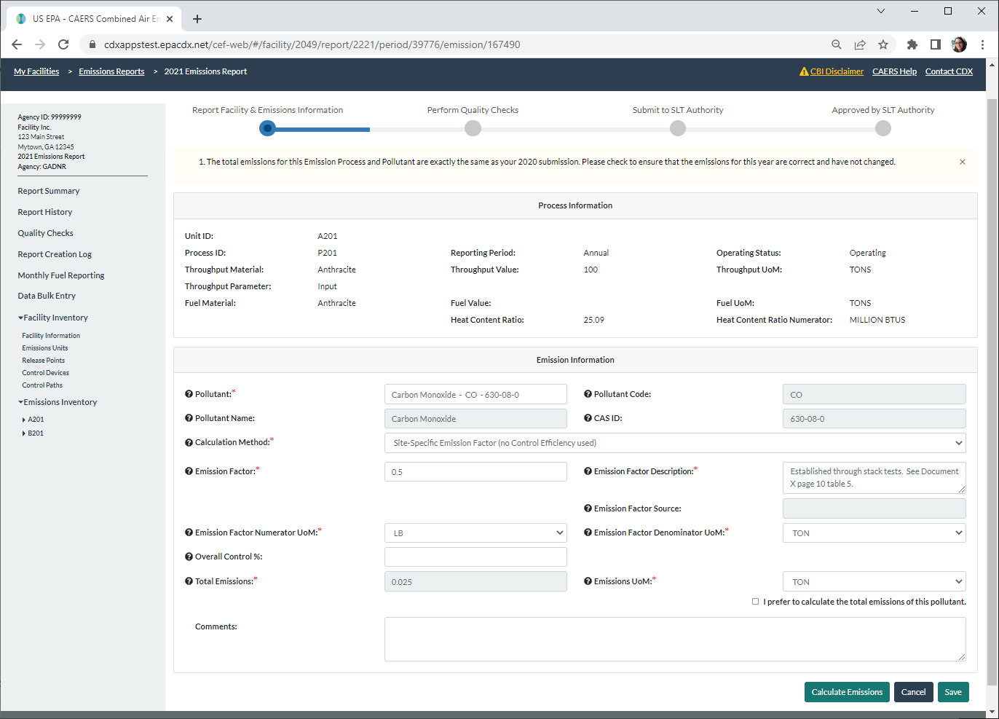 US EPA - CAERS Combined Air En
cdxappstest.epacdx.net/cef-web/#/facility/2049/report/2221/period/39776/emission/167490
My Facilities > Emissions Reports > 2021 Emissions Report
CBI Disclaimer CAERS Help Contact CDX
Agency ID: 99999999
Facility Inc.
123 Main Street
Mytown, GA 12345
2021 Emissions Report
Agency: GADNR
Report Summary
Report History
Quality Checks
Report Creation Log
Monthly Fuel Reporting
Data Bulk Entry
Facility Inventory
Facility Information
Emissions Units
Release Points
Control Devices
Control Paths
Emissions Inventory
A201
B201
Report Facility & Emissions Information Perform Quality Checks Submit to SLT Authority Approved by SLT Authority
1. The total emissions for this Emission Process and Pollutant are exactly the same as your 2020 submission. Please check to ensure that the emissions for this year are correct and have not changed.
Process Information
Unit ID: A201
Process ID: P201 Reporting Period: Annual Operating Status: Operating
Throughput Material: Anthracite Throughput Value: 100 Throughput UoM: TONS
Throughput Parameter: Input
Fuel Material: Anthracite Fuel Value: Fuel UoM: TONS
Heat Content Ratio: 25.09 Heat Content Ratio Numerator: MILLION BTUS
Emission Information
Pollutant:* Carbon Monoxide - CO - 630-08-0 Pollutant Code: CO
Pollutant Name: Carbon Monoxide CAS ID: 630-08-0
Calculation Method:* Site-Specific Emission Factor (no Control Efficiency used)
Emission Factor:* 0.5 Emission Factor Description:* Established through stack tests. See Document
X page 10 table 5.
Emission Factor Source:
Emission Factor Numerator UoM:* LB Emission Factor Denominator UoM:* TON
Overall Control %:
Total Emissions:* 0.025 Emissions UoM:* TON
I prefer to calculate the total emissions of this pollutant.
Comments:
Calculate Emissions Cancel Save